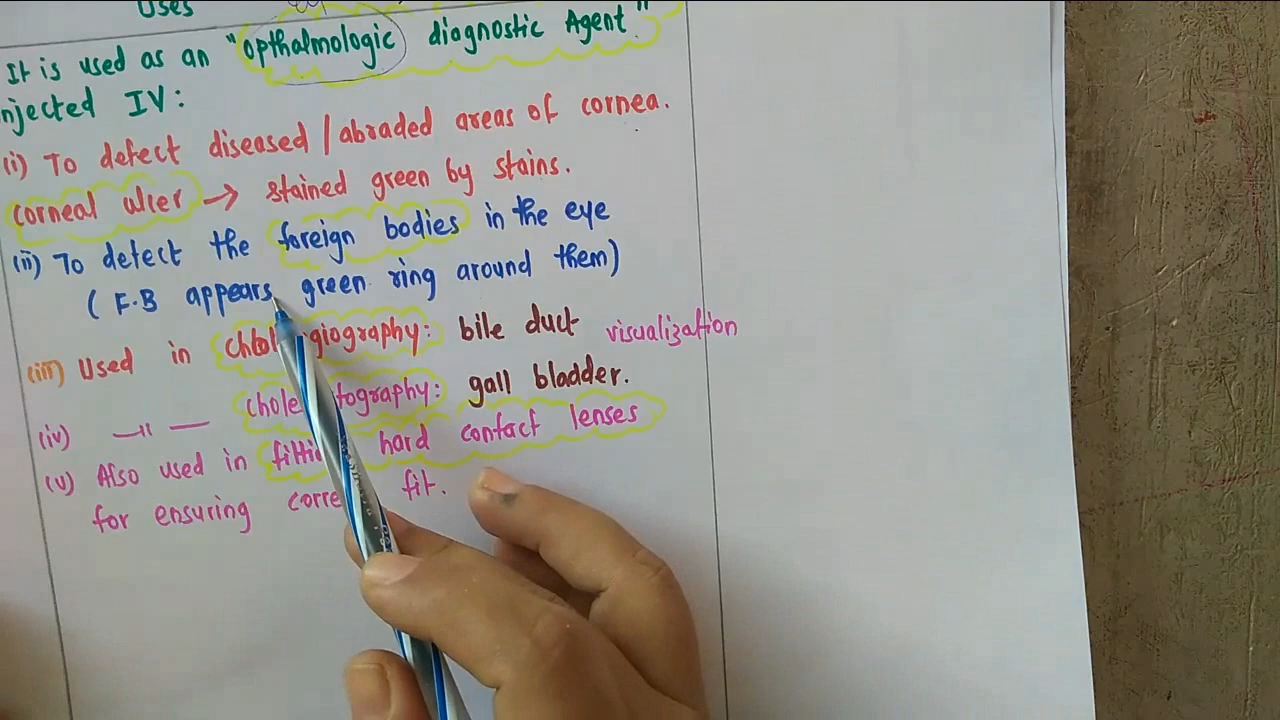 Uses
It is used as an "opthalmologic diagnostic Agent"
njected IV:
(i) To detect diseased / abraded areas of cornea.
corneal ulcer → stained green by stains.
(ii) To detect the foreign bodies in the eye
( F.B appears green ring around them)
(iii) Used in giography: bile duct visualization
(iv) —〃— tography: gall bladder.
(v) Also used in hard contact lenses
for ensuring fit.